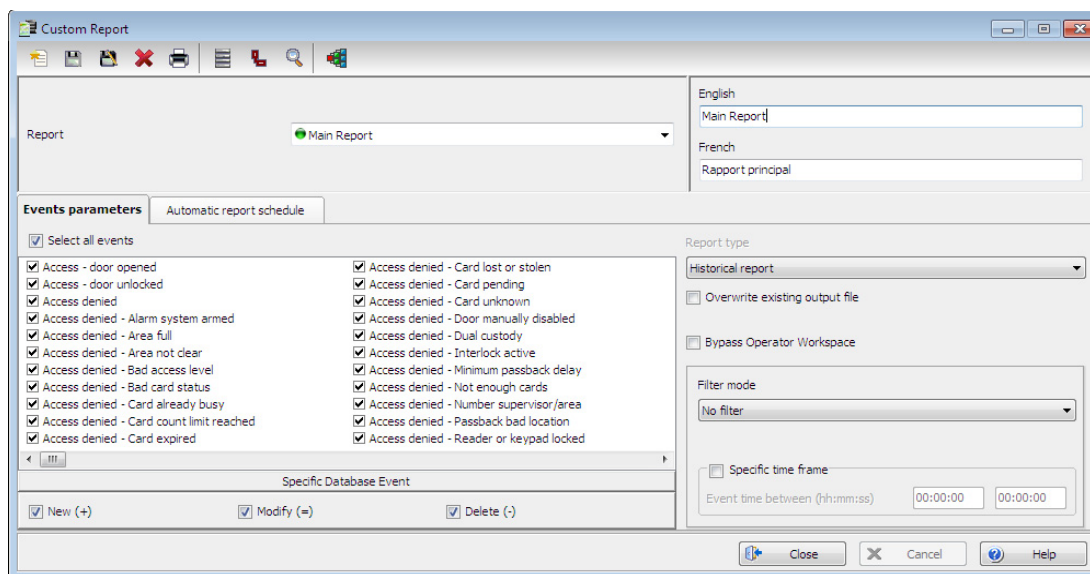 Custom Report
English
Main Report
Report
Main Report
French
Rapport principal
Events parameters
Automatic report schedule
Select all events
Report type
Access - door opened
Access denied - Card lost or stolen
Historical report
Access - door unlocked
Access denied - Card pending
Access denied
Access denied - Card unknown
Overwrite existing output file
Access denied - Alarm system armed
Access denied - Door manually disabled
Access denied - Area full
Access denied - Dual custody
Bypass Operator Workspace
Access denied - Area not clear
Access denied - Interlock active
Access denied - Bad access level
Access denied - Minimum passback delay
Access denied - Bad card status
Access denied - Not enough cards
Filter mode
Access denied - Card already busy
Access denied - Number supervisor/area
No filter
Access denied - Card count limit reached
Access denied - Passback bad location
Access denied - Card expired
Access denied - Reader or keypad locked
Specific Database Event
Specific time frame
Event time between (hh:mm:ss)
00:00:00
00:00:00
New (+)
Modify (=)
Delete (-)
Close
Cancel
Help